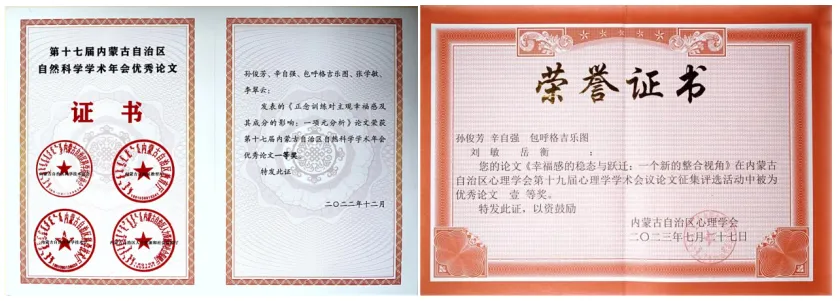 第十七届内蒙古自治区
自然科学学术年会优秀论文
证书
孙俊芳、辛自强、包呼格吉乐图、张学敏、
李翠云：
发表的《正念训练对主观幸福感及
其成分的影响：一项元分析》论文荣获
第十七届内蒙古自治区自然科学学术年会
优秀论文一等奖
特发此证
二〇二二年十二月
荣誉证书
孙俊芳 辛自强 包呼格吉乐图
刘敏 岳衡 ：
您的论文《幸福感的稳态与跃迁：一个新的整合视角》在内蒙古
自治区心理学会第十九届心理学学术会议论文征集评选活动中被为
优秀论文 壹 等奖。
特发此证，以资鼓励
内蒙古自治区心理学会
二〇二三年七月二十七日